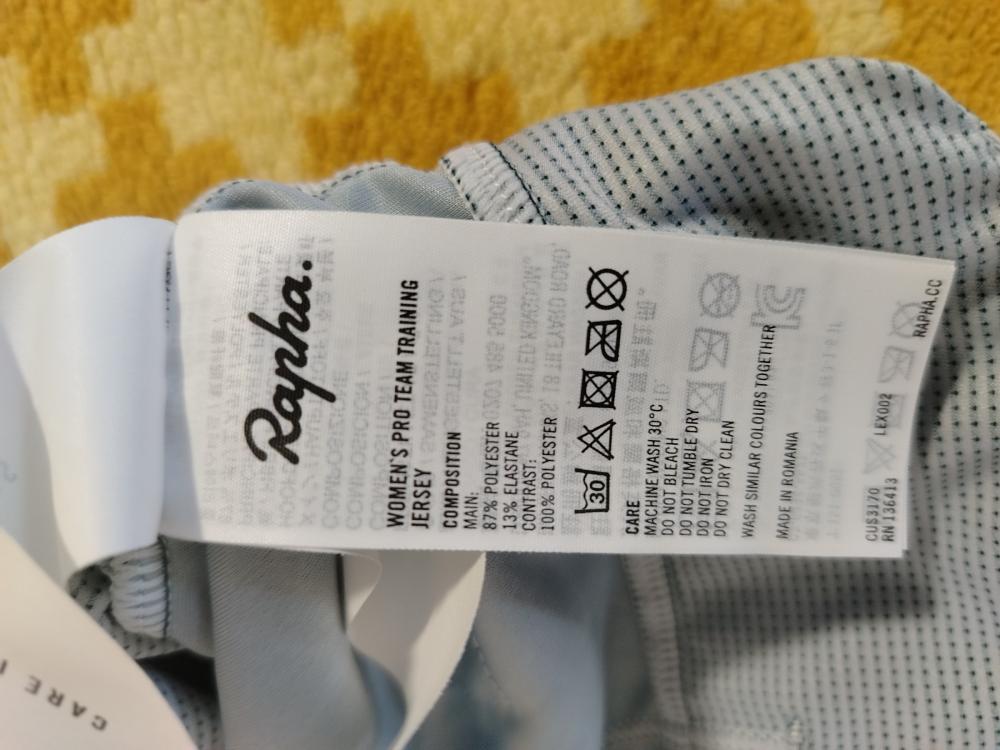 Rapha.
WOMEN'S PRO TEAM TRAINING
JERSEY
COMPOSITION
MAIN:
87% POLYESTER
13% ELASTANE
CONTRAST:
100% POLYESTER
30
CARE
MACHINE WASH 30°C
DO NOT BLEACH
DO NOT TUMBLE DRY
DO NOT IRON
DO NOT DRY CLEAN
WASH SIMILAR COLOURS TOGETHER
MADE IN ROMANIA
CUS3170 LEX002
RN 136413 RAPHA.CC
CARE